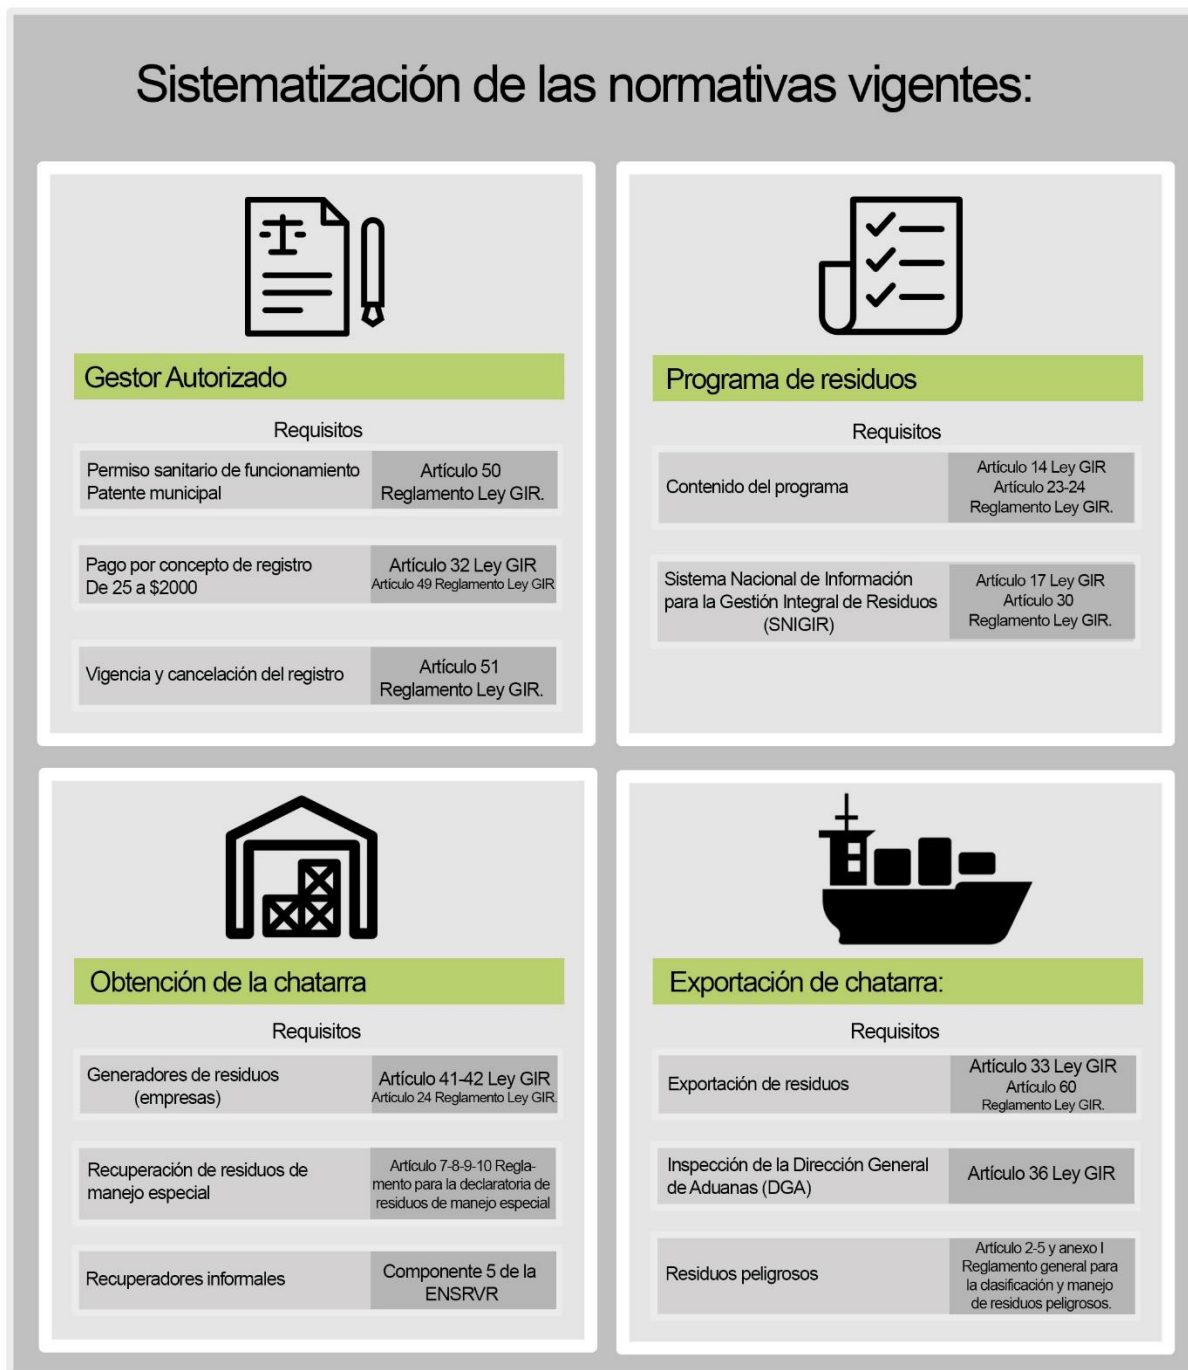 Sistematización de las normativas vigentes:
Gestor Autorizado
Requisitos
Permiso sanitario de funcionamiento
Patente municipal
Artículo 50
Reglamento Ley GIR.
Pago por concepto de registro
De 25 a $2000
Artículo 32 Ley GIR
Artículo 49 Reglamento Ley GIR
Vigencia y cancelación del registro
Artículo 51
Reglamento Ley GIR.
Programa de residuos
Requisitos
Contenido del programa
Artículo 14 Ley GIR
Artículo 23-24
Reglamento Ley GIR.
Sistema Nacional de Información
para la Gestión Integral de Residuos
(SNIGIR)
Artículo 17 Ley GIR
Artículo 30
Reglamento Ley GIR.
Obtención de la chatarra
Requisitos
Generadores de residuos
(empresas)
Artículo 41-42 Ley GIR
Artículo 24 Reglamento Ley GIR.
Recuperación de residuos de
manejo especial
Artículo 7-8-9-10 Regla-
mento para la declaratoria de
residuos de manejo especial
Recuperadores informales
Componente 5 de la
ENSRVR
Exportación de chatarra:
Requisitos
Exportación de residuos
Artículo 33 Ley GIR
Artículo 60
Reglamento Ley GIR.
Inspección de la Dirección General
de Aduanas (DGA)
Artículo 36 Ley GIR
Residuos peligrosos
Artículo 2-5 y anexo I
Reglamento general para
la clasificación y manejo
de residuos peligrosos.